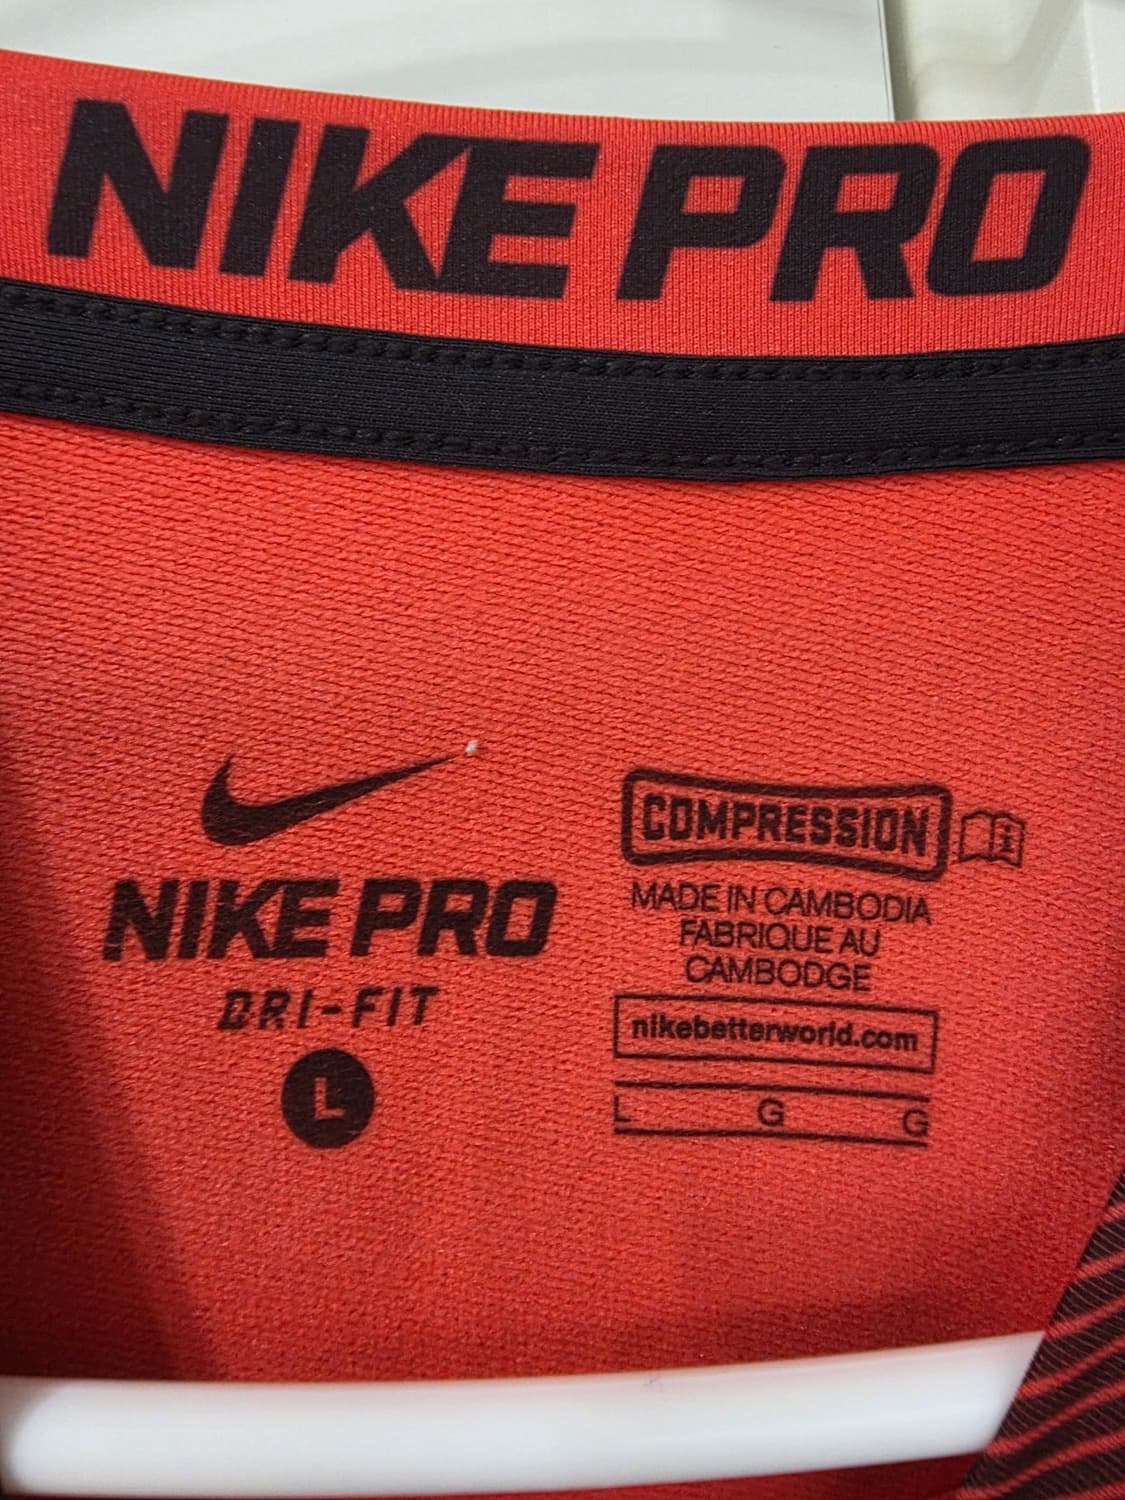 NIKE PRO
NIKE PRO
DRI-FIT
L
COMPRESSION
MADE IN CAMBODIA
FABRIQUE AU
CAMBODGE
nikebetterworld.com
L G G